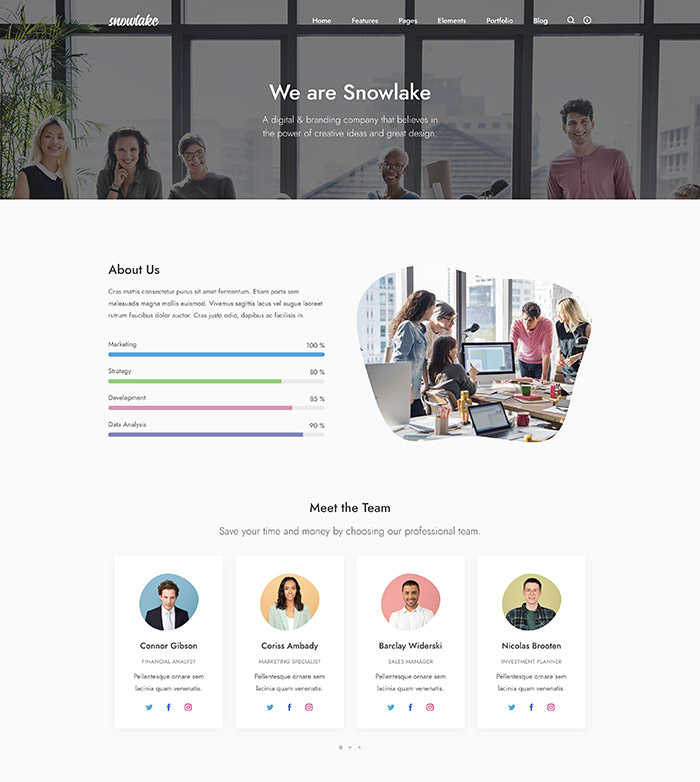 snowlake
Home Features Pages Elements Portfolio Blog
We are Snowlake
A digital & branding company that believes in
the power of creative ideas and great design.
About Us
Cras mattis consectetur purus sit amet fermentum. Etiam porta sem
malesuada magna mollis euismod. Vivamus sagittis lacus vel augue laoreet
rutrum faucibus dolor auctor. Cras justo odio, dapibus ac facilisis in.
Marketing 100 %
Strategy 80 %
Development 85 %
Data Analysis 90 %
Meet the Team
Save your time and money by choosing our professional team.
Connor Gibson
FINANCIAL ANALYST
Pellentesque ornare sem
lacinia quam venenatis.
Coriss Ambady
MARKETING SPECIALIST
Pellentesque ornare sem
lacinia quam venenatis.
Barclay Widerski
SALES MANAGER
Pellentesque ornare sem
lacinia quam venenatis.
Nicolas Brooten
INVESTMENT PLANNER
Pellentesque ornare sem
lacinia quam venenatis.